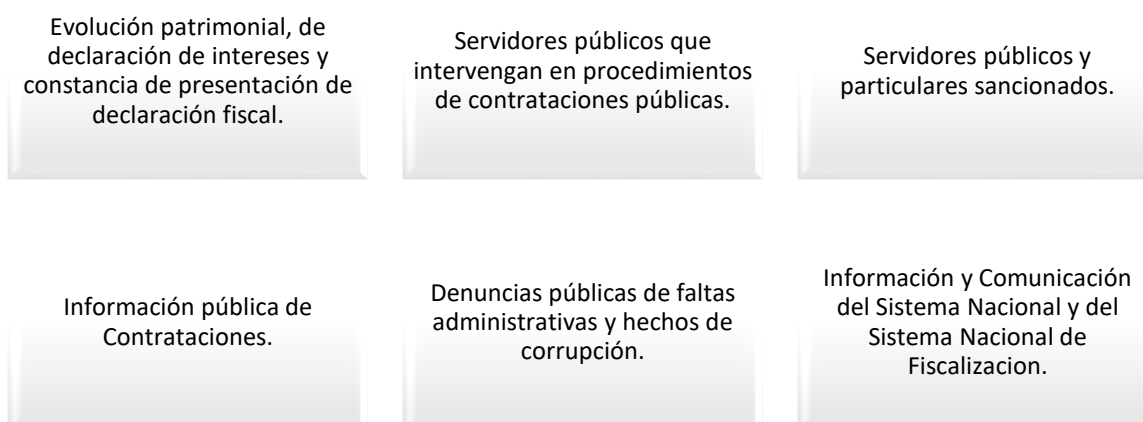 Evolución patrimonial, de
declaración de intereses y
constancia de presentación de
declaración fiscal.
Servidores públicos que
intervengan en procedimientos
de contrataciones públicas.
Servidores públicos y
particulares sancionados.
Información pública de
Contrataciones.
Denuncias públicas de faltas
administrativas y hechos de
corrupción.
Información y Comunicación
del Sistema Nacional y del
Sistema Nacional de
Fiscalizacion.